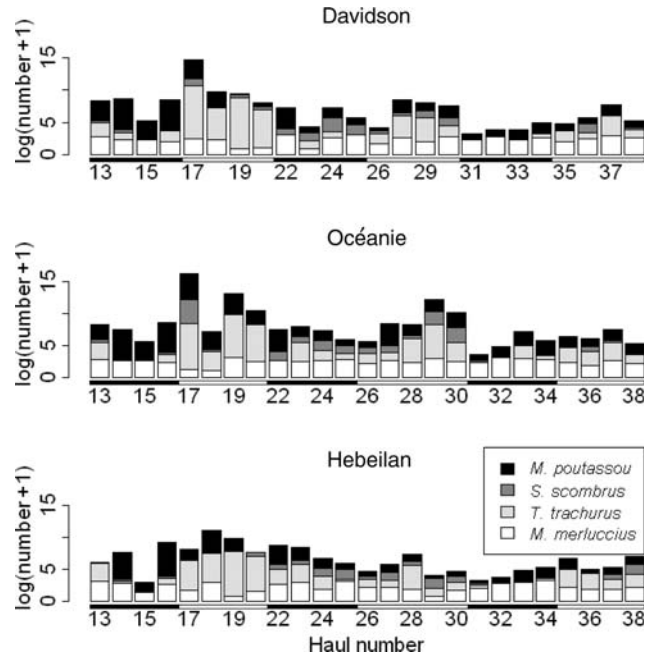 Davidson
log(number+1)
15
5
0
13 15 17 19 22 24 26 29 31 33 35 37
Océanie
log(number+1)
15
5
0
13 15 17 19 22 24 26 28 30 32 34 36 38
Hebeilan
log(number+1)
15
5
0
M. poutassou
S. scombrus
T. trachurus
M. merluccius
13 15 17 19 22 24 26 28 30 32 34 36 38
Haul number